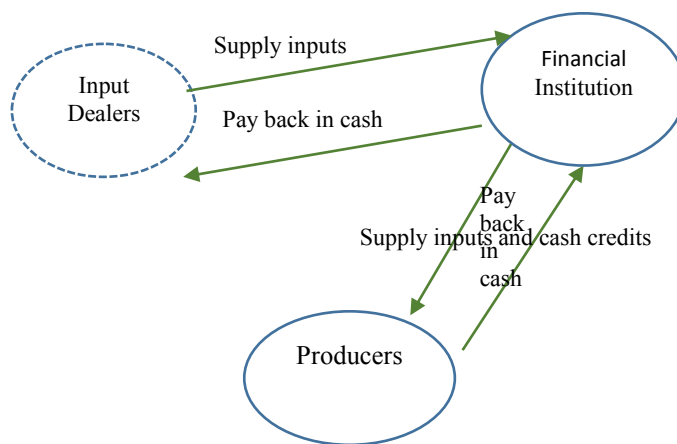 Supply inputs
Input
Dealers
Financial
Institution
Pay back in cash
Supply inputs and cash credits
Pay
back
in
cash
Producers